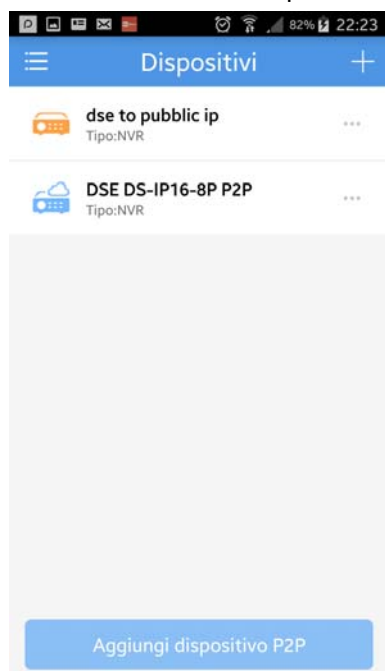 82% 22:23
Dispositivi
dse to pubblic ip
Tipo:NVR
DSE DS-IP16-8P P2P
Tipo:NVR
Aggiungi dispositivo P2P